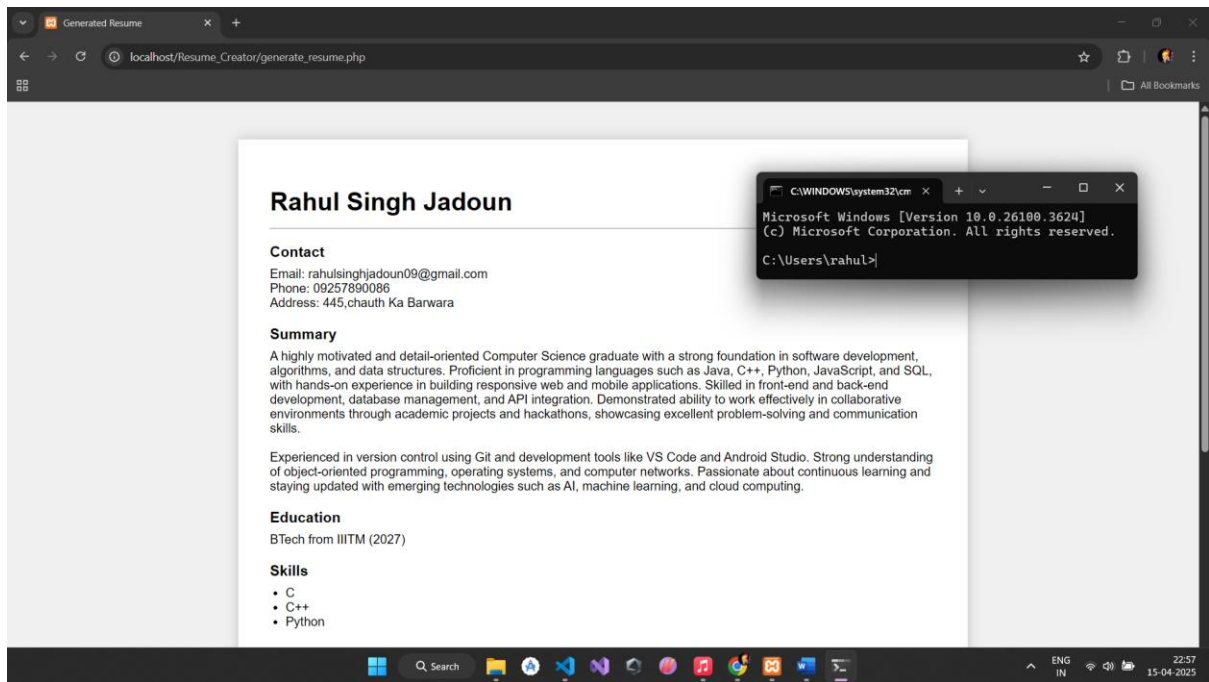 Generated Resume
localhost/Resume_Creator/generate_resume.php
All Bookmarks
Rahul Singh Jadoun
Contact
Email: rahulsinghjadoun09@gmail.com
Phone: 09257890086
Address: 445,chauth Ka Barwara
Summary
A highly motivated and detail-oriented Computer Science graduate with a strong foundation in software development,
algorithms, and data structures. Proficient in programming languages such as Java, C++, Python, JavaScript, and SQL,
with hands-on experience in building responsive web and mobile applications. Skilled in front-end and back-end
development, database management, and API integration. Demonstrated ability to work effectively in collaborative
environments through academic projects and hackathons, showcasing excellent problem-solving and communication
skills.
Experienced in version control using Git and development tools like VS Code and Android Studio. Strong understanding
of object-oriented programming, operating systems, and computer networks. Passionate about continuous learning and
staying updated with emerging technologies such as AI, machine learning, and cloud computing.
Education
BTech from IIITM (2027)
Skills
• C
• C++
• Python
C:\WINDOWS\system32\cm
Microsoft Windows [Version 10.0.26100.3624]
(c) Microsoft Corporation. All rights reserved.
C:\Users\rahul>
Search
ENG
IN
22:57
15-04-2025